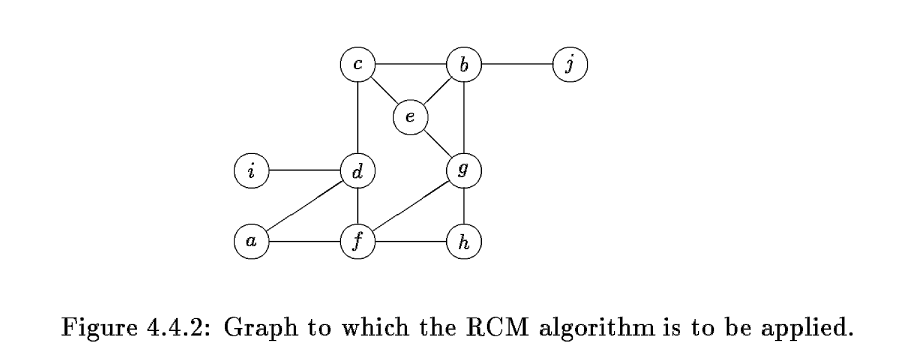 c b j
e
i d g
a f h
Figure 4.4.2: Graph to which the RCM algorithm is to be applied.